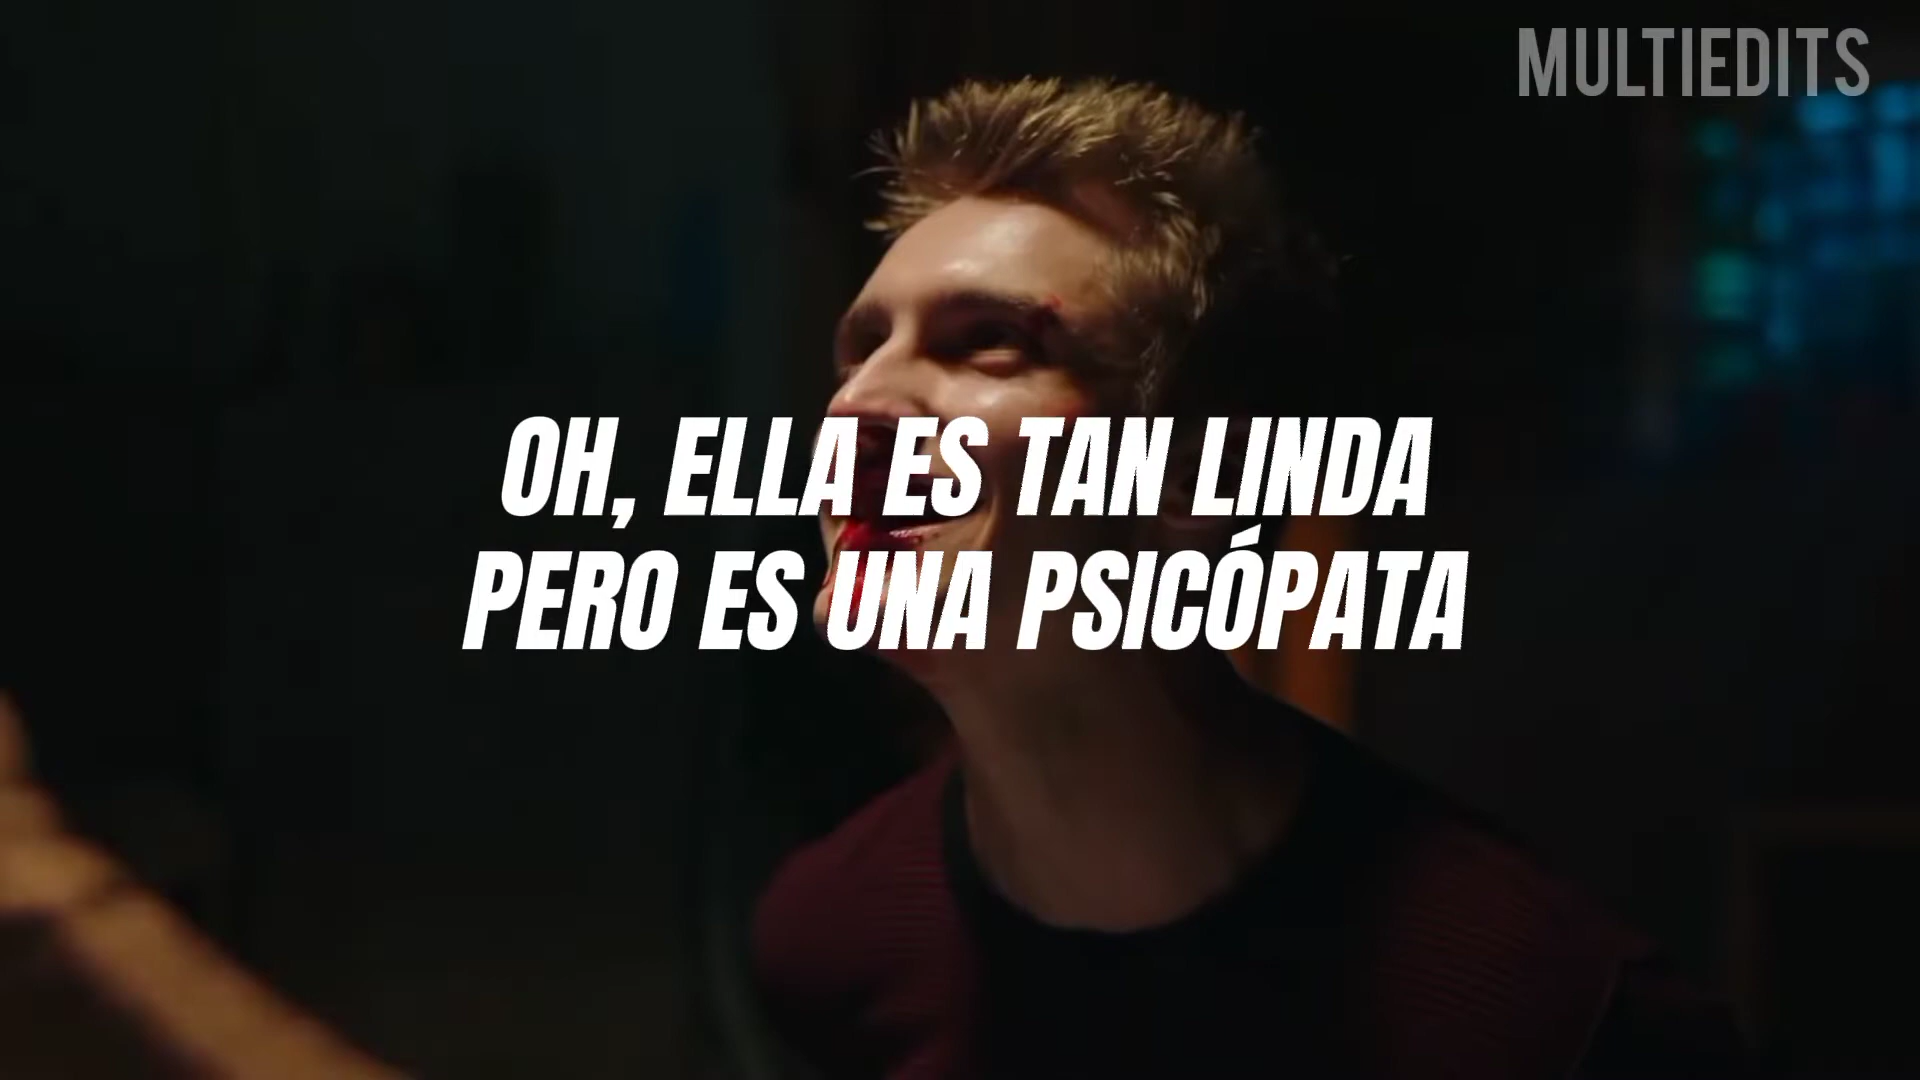 MULTIEDITS
OH, ELLA ES TAN LINDA
PERO ES UNA PSICÓPATA